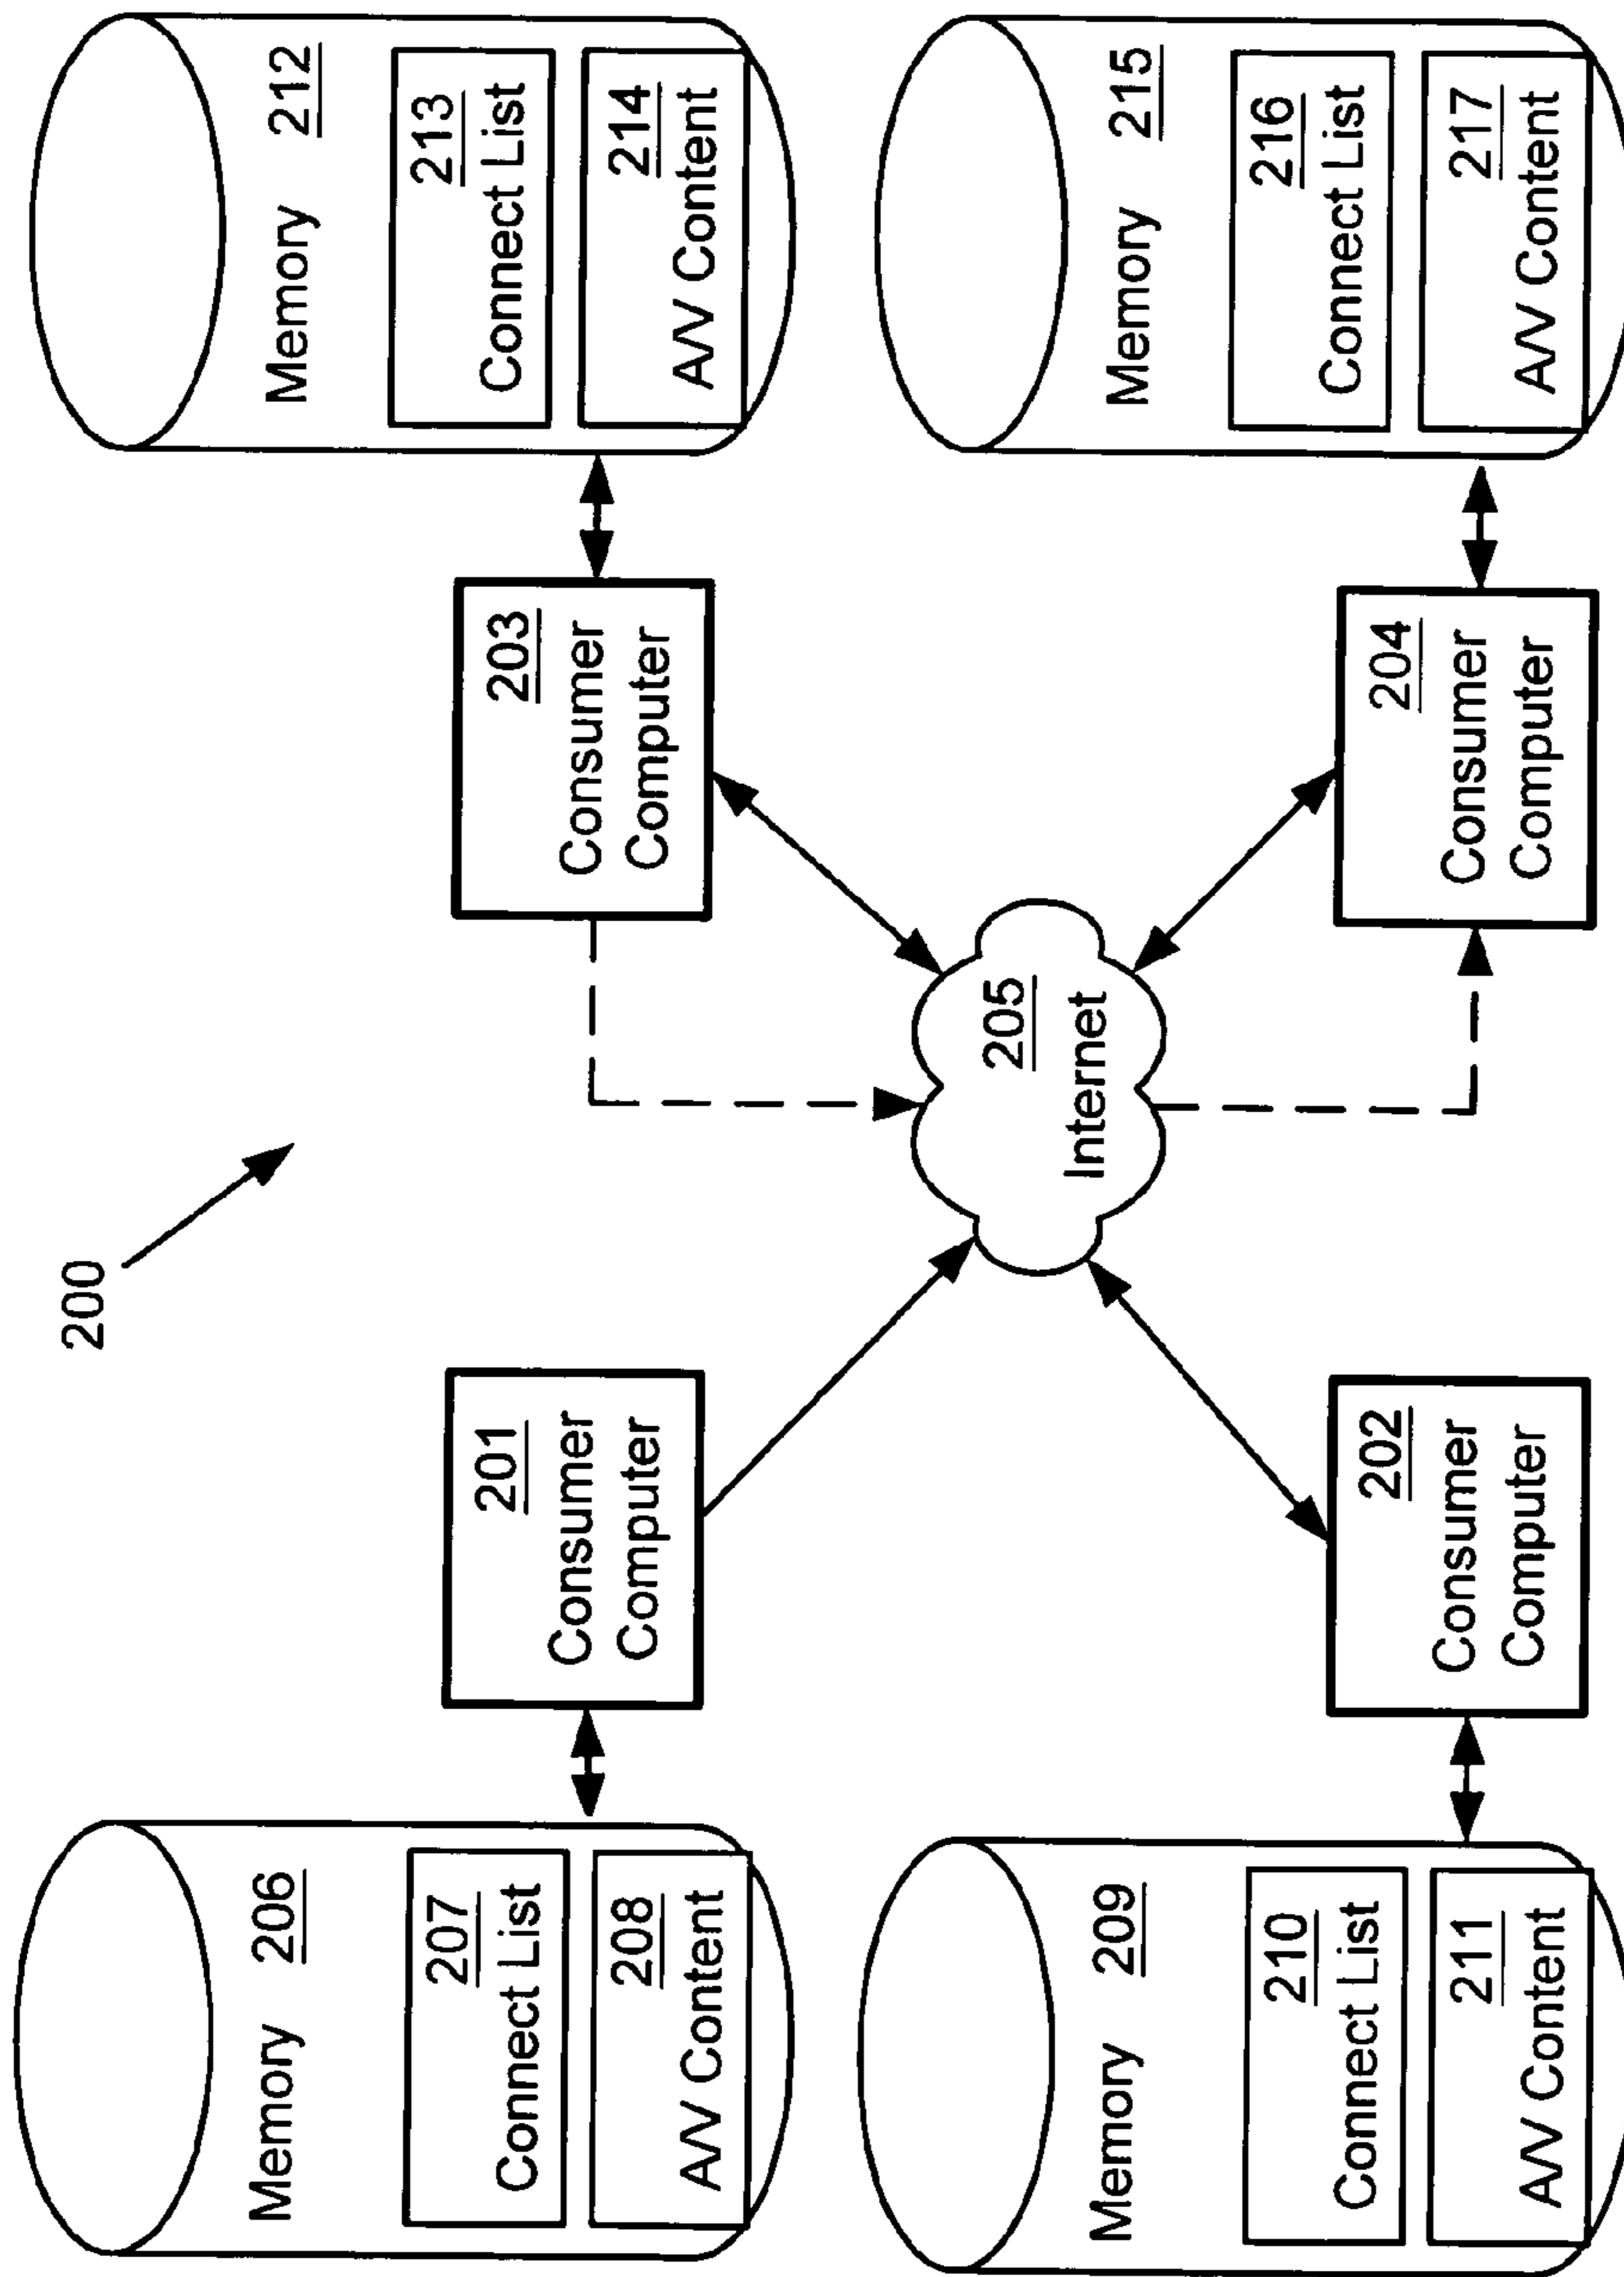 200
Memory 206
207
Connect List
208
A/V Content
201
Consumer
Computer
203
Consumer
Computer
Memory 212
213
Connect List
214
A/V Content
205
Internet
Memory 209
210
Connect List
211
A/V Content
202
Consumer
Computer
204
Consumer
Computer
Memory 215
216
Connect List
217
A/V Content